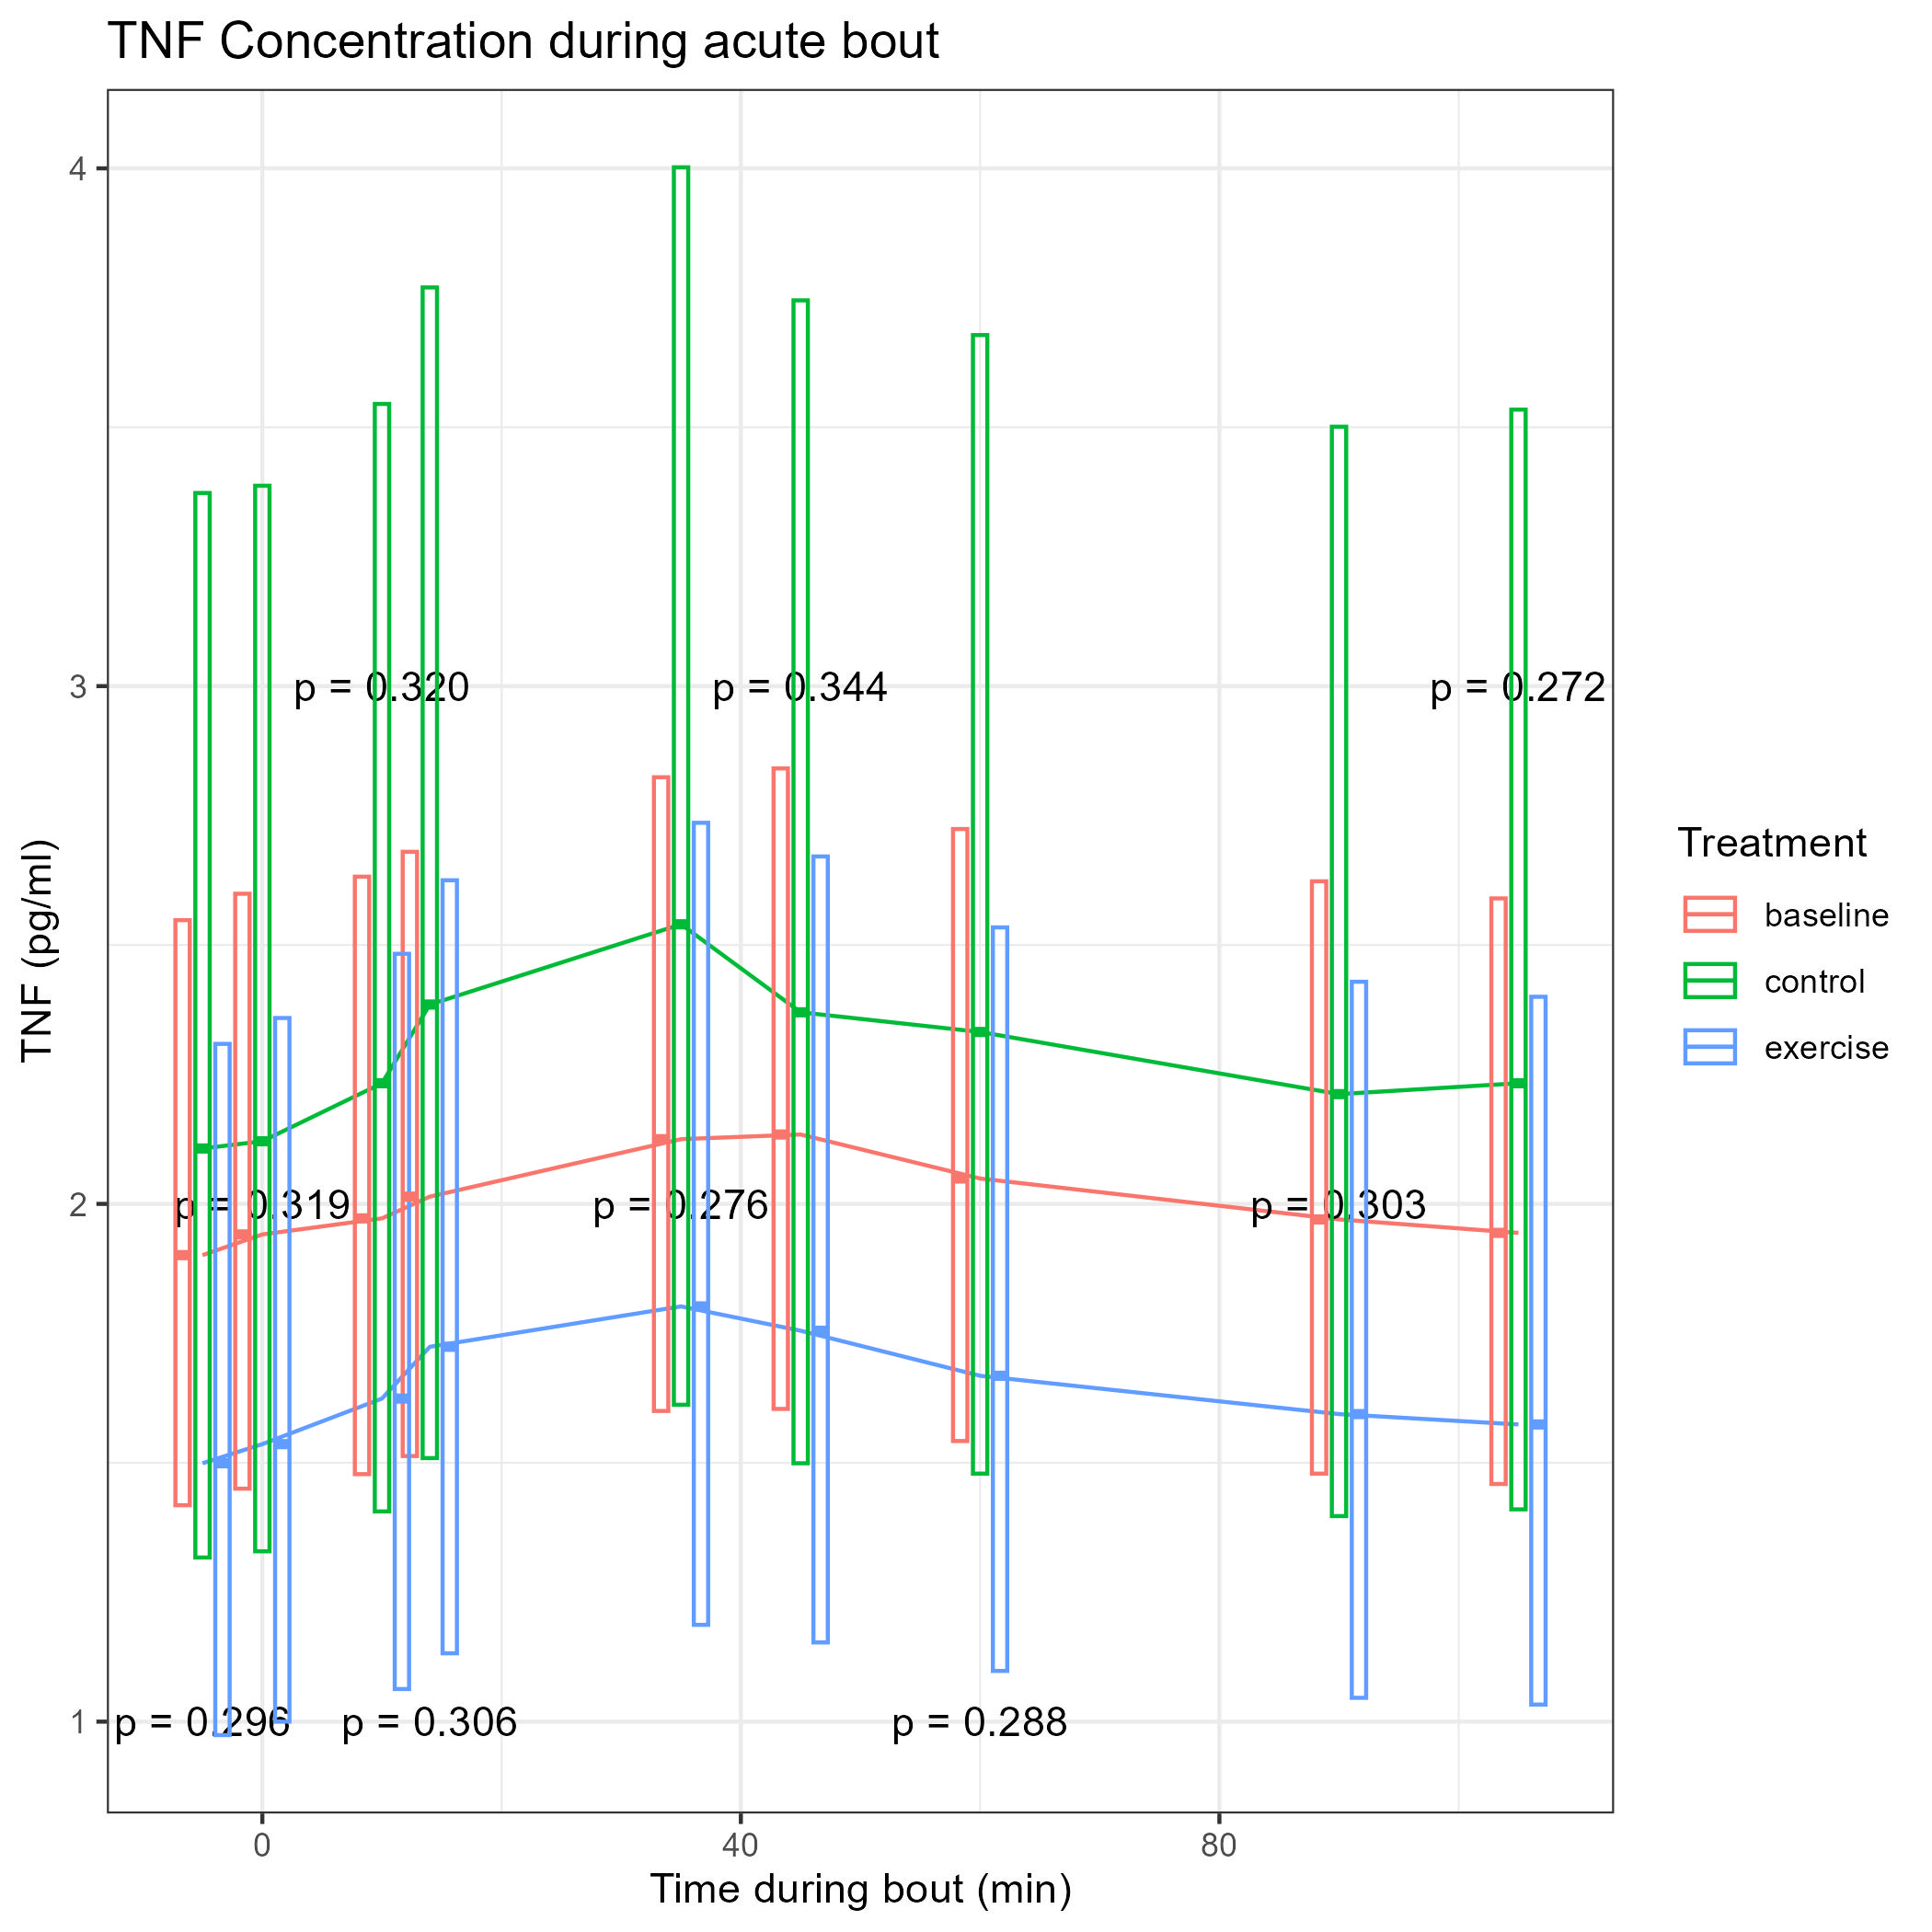 TNF Concentration during acute bout
4
3
2
1
TNF (pg/ml)
p = 0.320
p = 0.344
p = 0.272
p = 0.319
p = 0.276
p = 0.303
p = 0.296
p = 0.306
p = 0.288
0
40
80
Time during bout (min)
Treatment
baseline
control
exercise